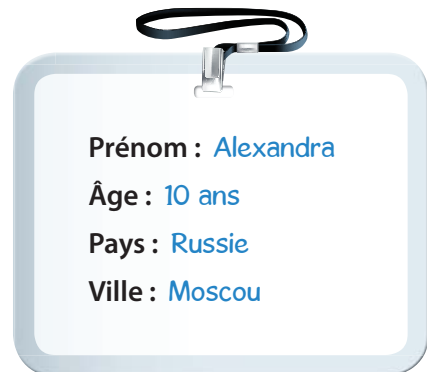 Prénom : Alexandra
Âge : 10 ans
Pays : Russie
Ville : Moscou